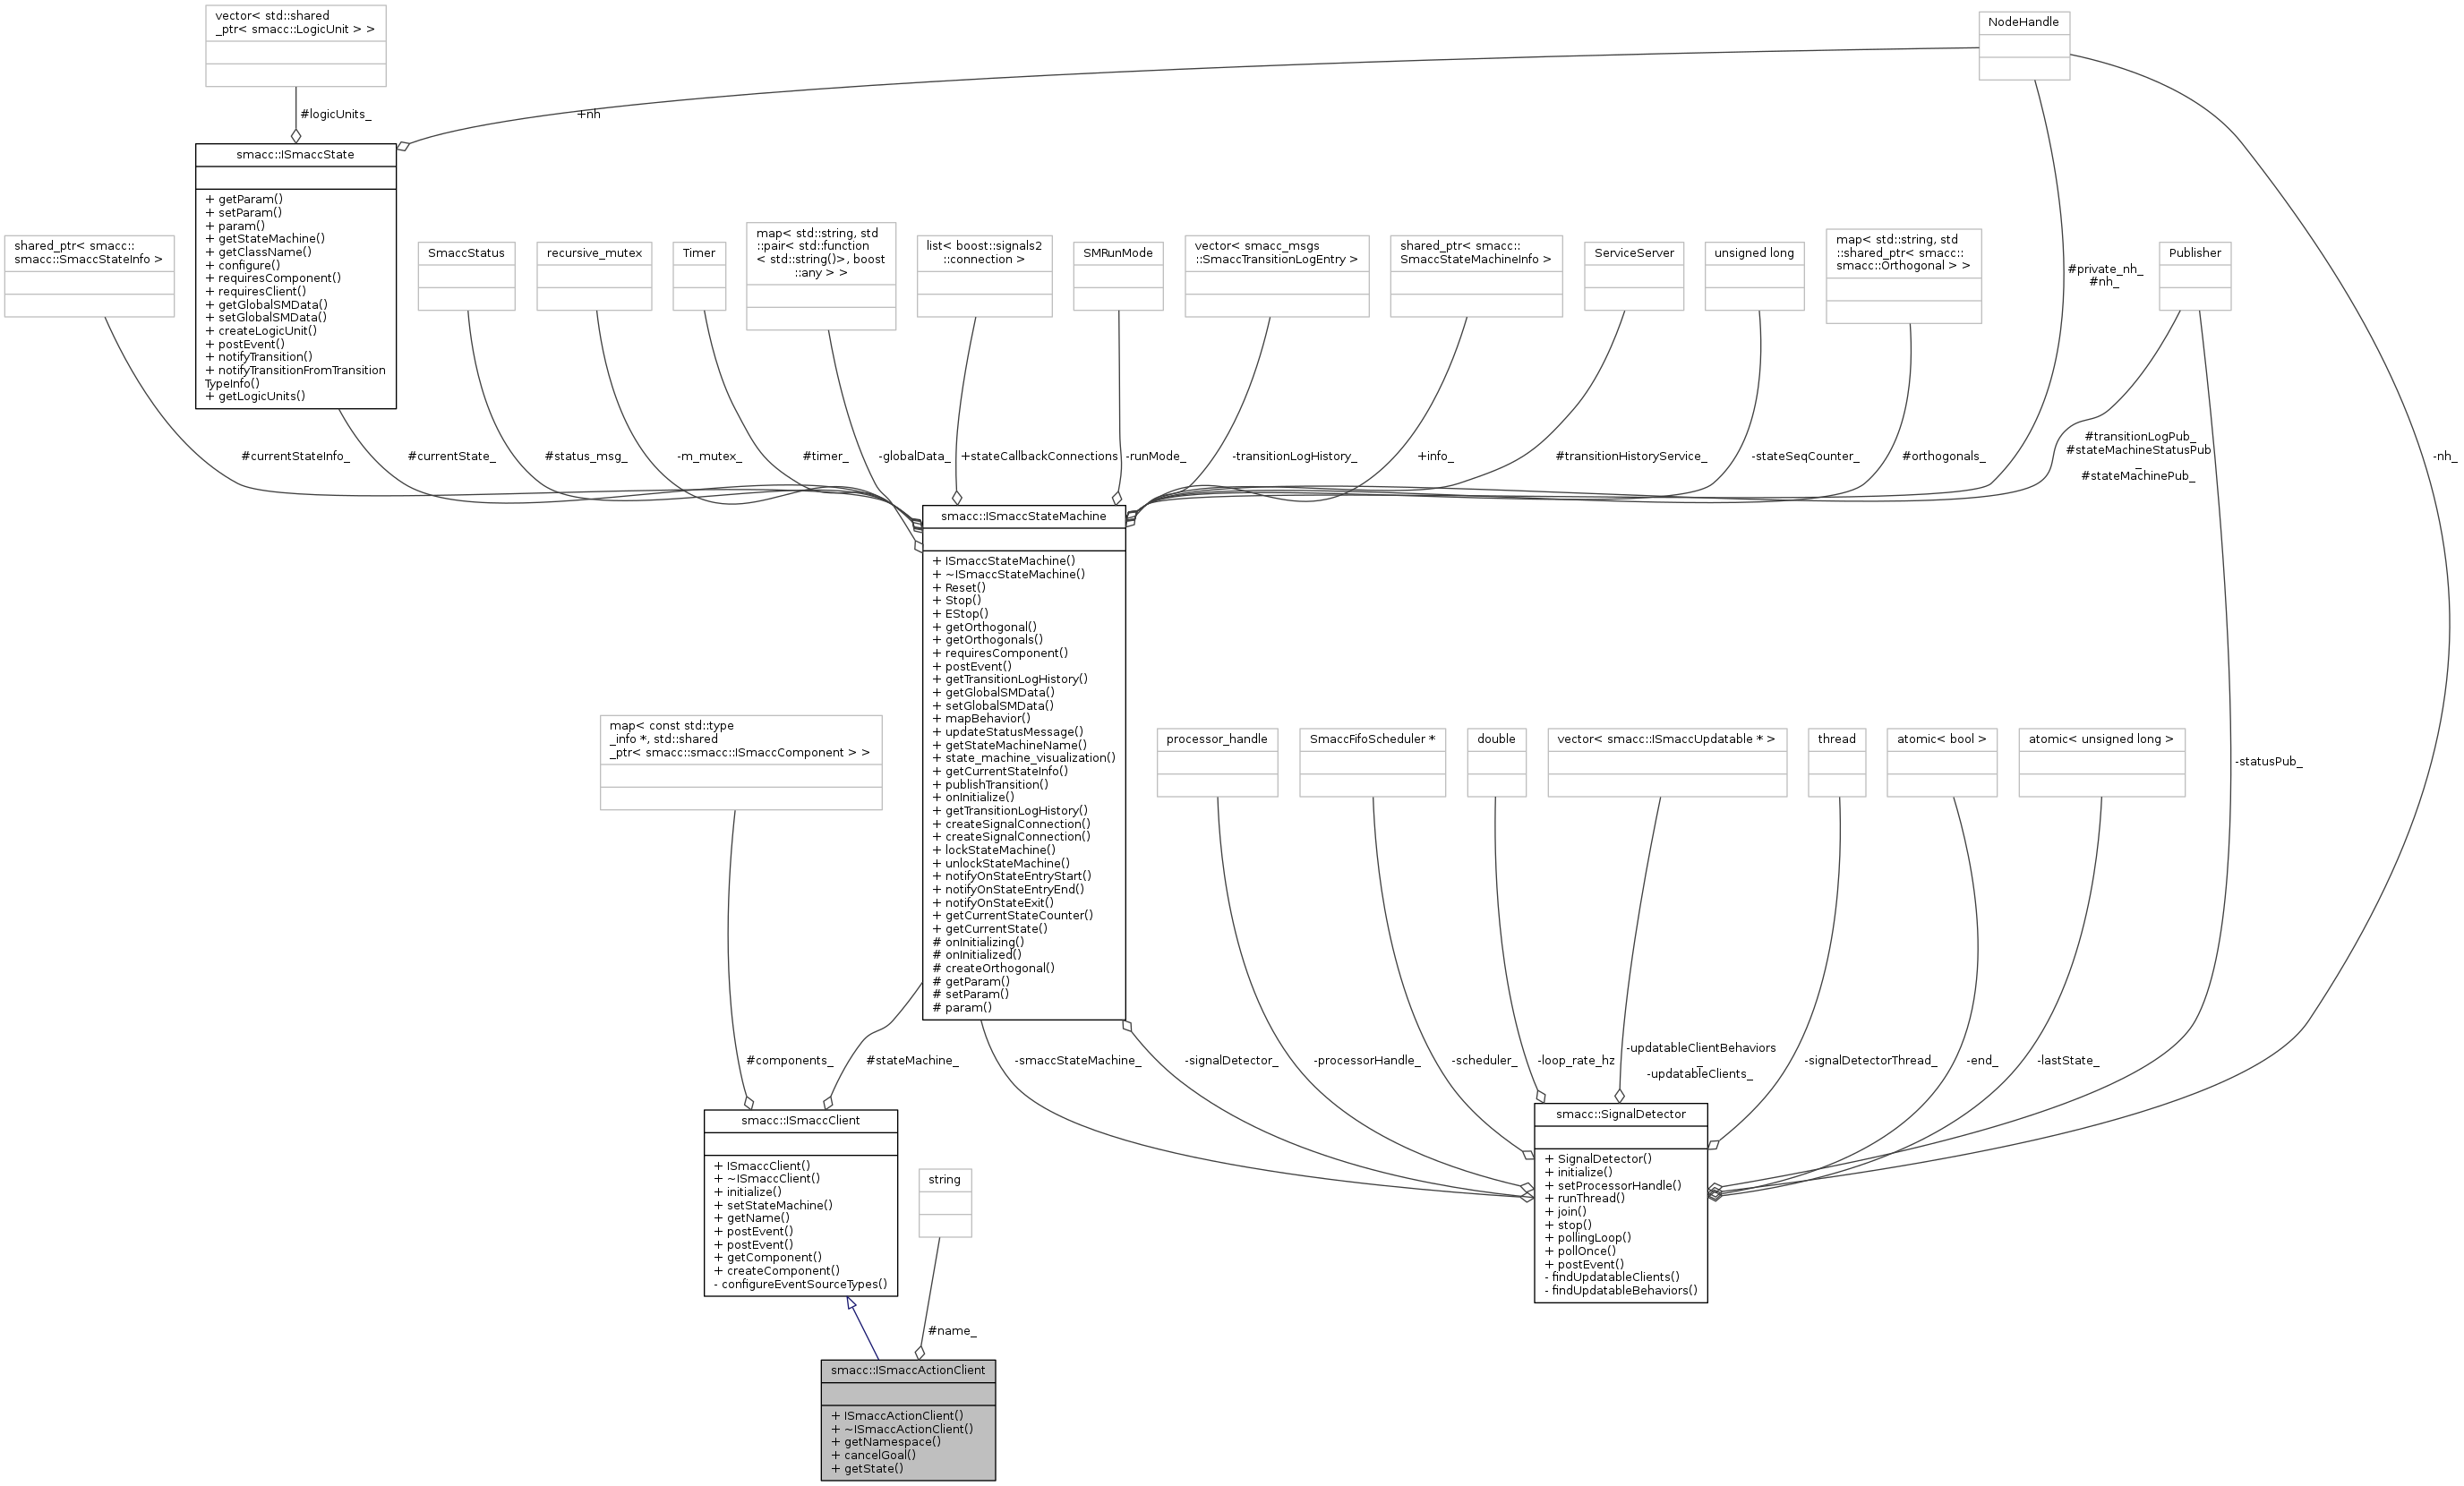 vector< std::shared
_ptr< smacc::LogicUnit > >
NodeHandle
#logicUnits_
+nh
smacc::ISmaccState
+ getParam()
+ setParam()
+ param()
+ getStateMachine()
+ getClassName()
+ configure()
+ requiresComponent()
+ requiresClient()
+ getGlobalSMData()
+ setGlobalSMData()
+ createLogicUnit()
+ postEvent()
+ notifyTransition()
+ notifyTransitionFromTransition
TypeInfo()
+ getLogicUnits()
shared_ptr< smacc::
smacc::SmaccStateInfo >
SmaccStatus
recursive_mutex
Timer
map< std::string, std
::pair< std::function
< std::string()>, boost
::any > >
list< boost::signals2
::connection >
SMRunMode
vector< smacc_msgs
::SmaccTransitionLogEntry >
shared_ptr< smacc::
SmaccStateMachineInfo >
ServiceServer
unsigned long
map< std::string, std
::shared_ptr< smacc::
smacc::Orthogonal > >
#private_nh_
#nh_
Publisher
#currentStateInfo_
#currentState_
#status_msg_
-m_mutex_
#timer_
-globalData_
+stateCallbackConnections
-runMode_
-transitionLogHistory_
+info_
#transitionHistoryService_
-stateSeqCounter_
#orthogonals_
#transitionLogPub_
#stateMachineStatusPub
_
#stateMachinePub_
-nh_
smacc::ISmaccStateMachine
+ ISmaccStateMachine()
+ ~ISmaccStateMachine()
+ Reset()
+ Stop()
+ EStop()
+ getOrthogonal()
+ getOrthogonals()
+ requiresComponent()
+ postEvent()
+ getTransitionLogHistory()
+ getGlobalSMData()
+ setGlobalSMData()
+ mapBehavior()
+ updateStatusMessage()
+ getStateMachineName()
+ state_machine_visualization()
+ getCurrentStateInfo()
+ publishTransition()
+ onInitialize()
+ getTransitionLogHistory()
+ createSignalConnection()
+ createSignalConnection()
+ lockStateMachine()
+ unlockStateMachine()
+ notifyOnStateEntryStart()
+ notifyOnStateEntryEnd()
+ notifyOnStateExit()
+ getCurrentStateCounter()
+ getCurrentState()
# onInitializing()
# onInitialized()
# createOrthogonal()
# getParam()
# setParam()
# param()
map< const std::type
_info *, std::shared
_ptr< smacc::smacc::ISmaccComponent > >
processor_handle
SmaccFifoScheduler *
double
vector< smacc::ISmaccUpdatable * >
thread
atomic< bool >
atomic< unsigned long >
-statusPub_
#components_
#stateMachine_
-smaccStateMachine_
-signalDetector_
-processorHandle_
-scheduler_
-loop_rate_hz
-updatableClientBehaviors
_
-updatableClients_
-signalDetectorThread_
-end_
-lastState_
smacc::ISmaccClient
+ ISmaccClient()
+ ~ISmaccClient()
+ initialize()
+ setStateMachine()
+ getName()
+ postEvent()
+ postEvent()
+ getComponent()
+ createComponent()
- configureEventSourceTypes()
string
smacc::SignalDetector
+ SignalDetector()
+ initialize()
+ setProcessorHandle()
+ runThread()
+ join()
+ stop()
+ pollingLoop()
+ pollOnce()
+ postEvent()
- findUpdatableClients()
- findUpdatableBehaviors()
#name_
smacc::ISmaccActionClient
+ ISmaccActionClient()
+ ~ISmaccActionClient()
+ getNamespace()
+ cancelGoal()
+ getState()